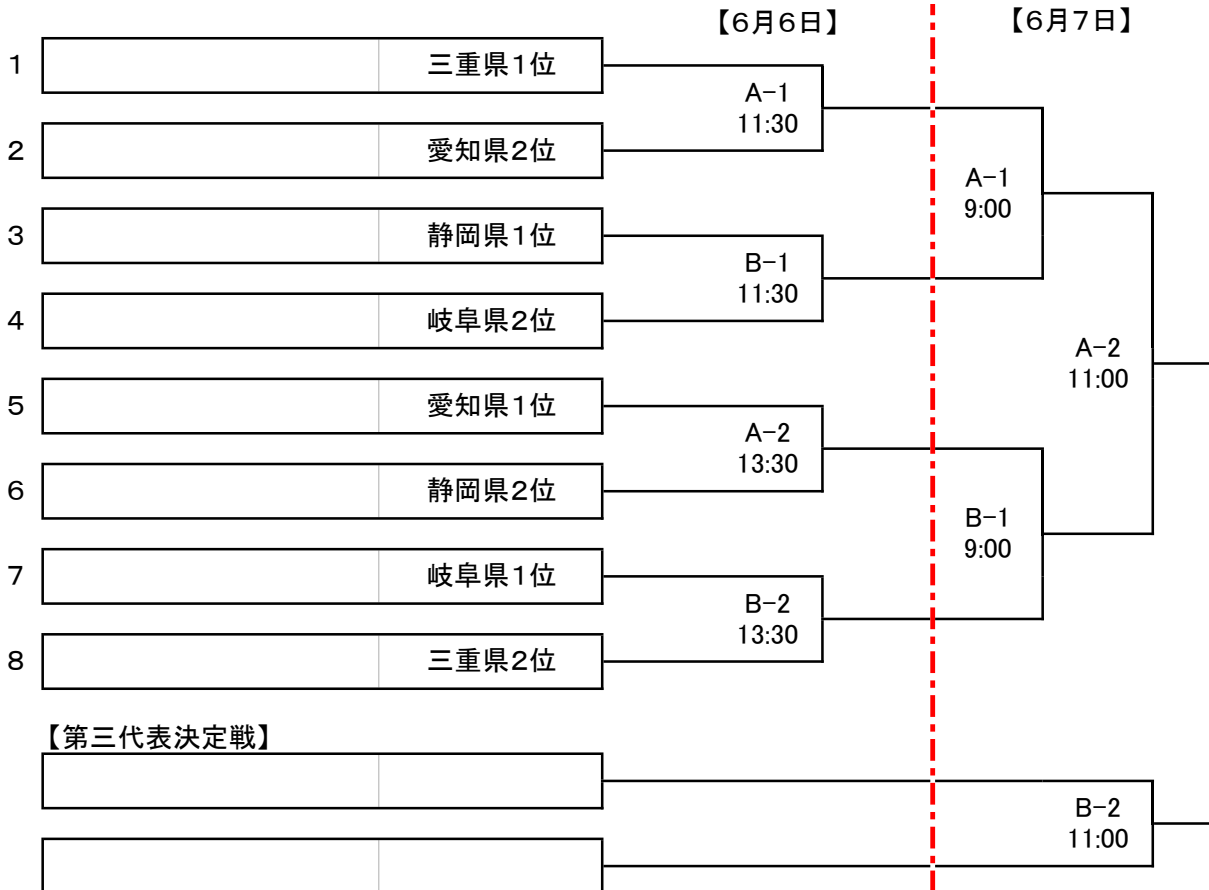 【６月６日】
【６月７日】
1
三重県１位
A-1
11:30
2
愛知県２位
A-1
9:00
3
静岡県１位
B-1
11:30
4
岐阜県２位
A-2
11:00
5
愛知県１位
A-2
13:30
6
静岡県２位
B-1
9:00
7
岐阜県１位
B-2
13:30
8
三重県２位
【第三代表決定戦】
B-2
11:00